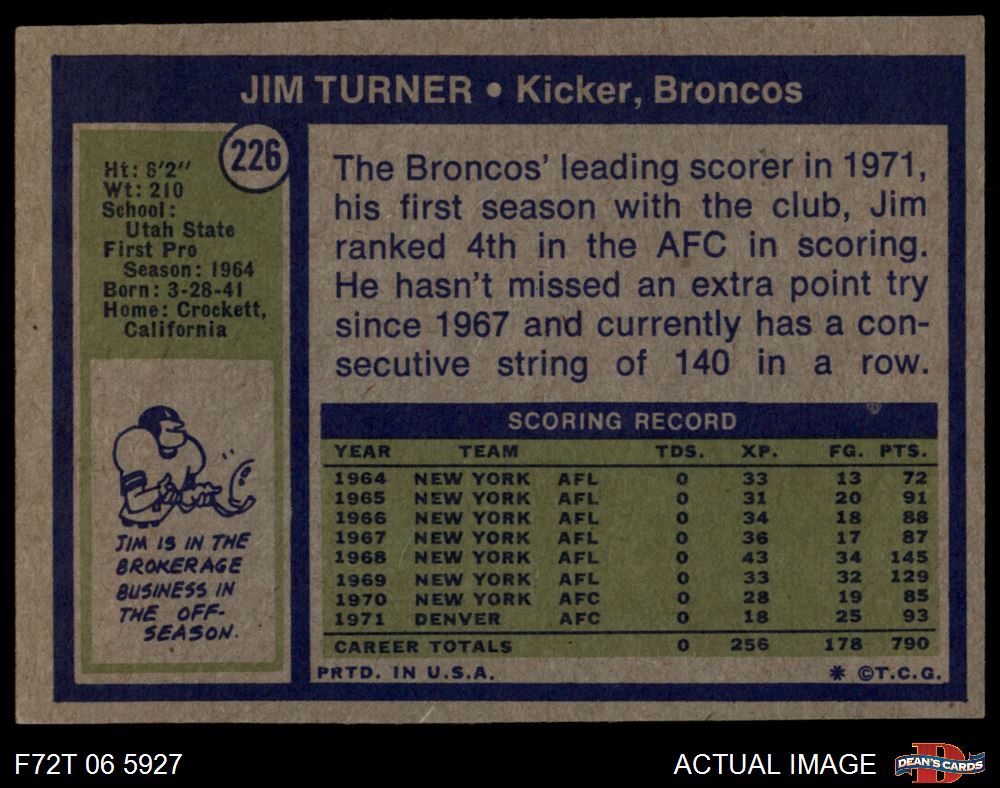 JIM TURNER • Kicker, Broncos
226
Ht: 6'2"
Wt: 210
School:
Utah State
First Pro
Season: 1964
Born: 3-28-41
Home: Crockett,
California
JIM IS IN THE
BROKERAGE
BUSINESS IN
THE OFF-
SEASON.
The Broncos' leading scorer in 1971,
his first season with the club, Jim
ranked 4th in the AFC in scoring.
He hasn't missed an extra point try
since 1967 and currently has a con-
secutive string of 140 in a row.
SCORING RECORD
YEAR TEAM TDS. XP. FG. PTS.
1964 NEW YORK AFL 0 33 13 72
1965 NEW YORK AFL 0 31 20 91
1966 NEW YORK AFL 0 34 18 88
1967 NEW YORK AFL 0 36 17 87
1968 NEW YORK AFL 0 43 34 145
1969 NEW YORK AFL 0 33 32 129
1970 NEW YORK AFC 0 28 19 85
1971 DENVER AFC 0 18 25 93
CAREER TOTALS 0 256 178 790
PRTD. IN U.S.A. * ©T.C.G.
F72T 06 5927 ACTUAL IMAGE D DEAN'S CARDS